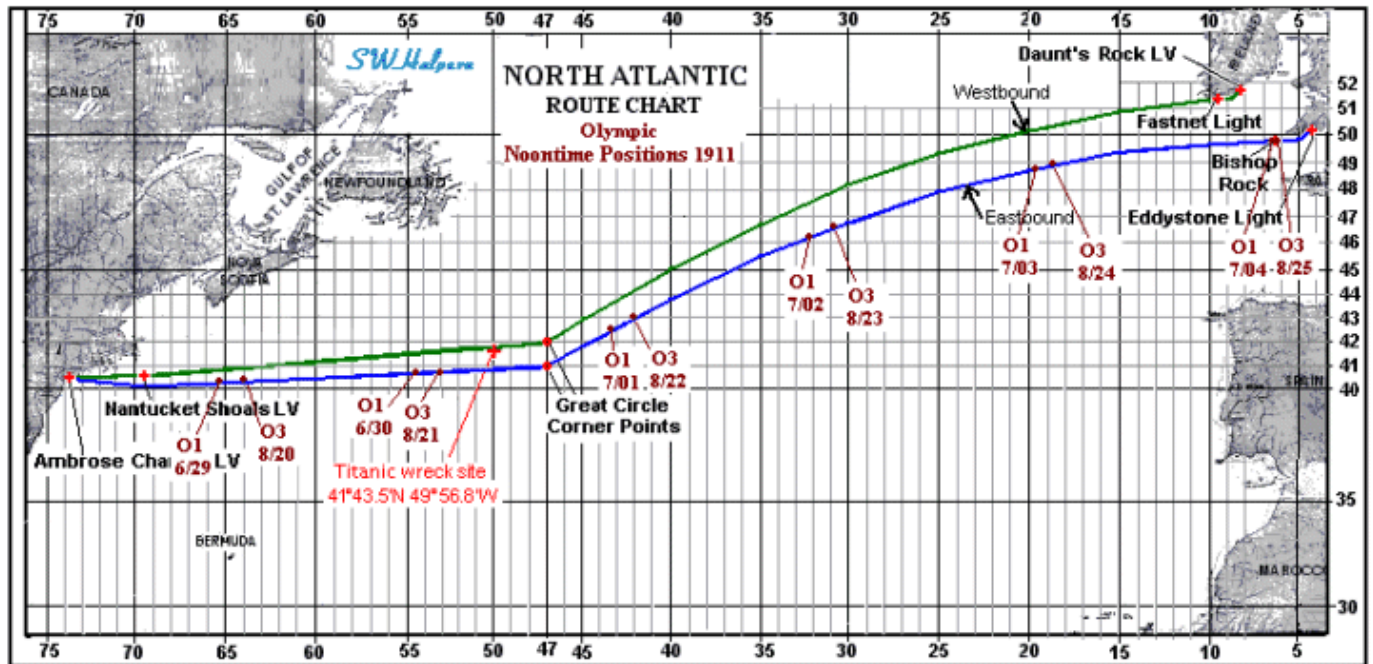 75 70 65 60 55 50 47 45 40 35 30 25 20 15 10 5
SWHalpern
NORTH ATLANTIC
ROUTE CHART
Olympic
Noontime Positions 1911
Daunt's Rock LV
IRELAND
CANADA
Westbound
52
51
Fastnet Light
50
GULF OF
ST. LAWRENCE
NEWFOUNDLAND
Bishop
Rock
49
48
Eastbound
Eddystone Light
47
46
NOVA
SCOTIA
O1
7/02
O3
8/23
O1
7/03
O3
8/24
O1
7/04
O3
8/25
45
44
43
42
O1
7/01
O3
8/22
41
40
Nantucket Shoals LV
Great Circle
Corner Points
SPAIN
O1
6/29
O3
8/20
O1
6/30
O3
8/21
Ambrose Cha LV
Titanic wreck site
41°43.5'N 49°56.8'W
35
BERMUDA
MAROCCO
30
75 70 65 60 55 50 47 45 40 35 30 25 20 15 10 5